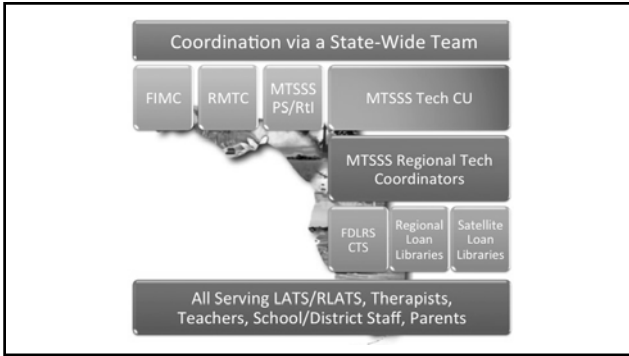 Coordination via a State-Wide Team
FIMC
RMTC
MTSSS
PS/RtI
MTSSS Tech CU
MTSSS Regional Tech
Coordinators
FDLRS
CTS
Regional
Loan
Libraries
Satellite
Loan
Libraries
All Serving LATS/RLATS, Therapists,
Teachers, School/District Staff, Parents